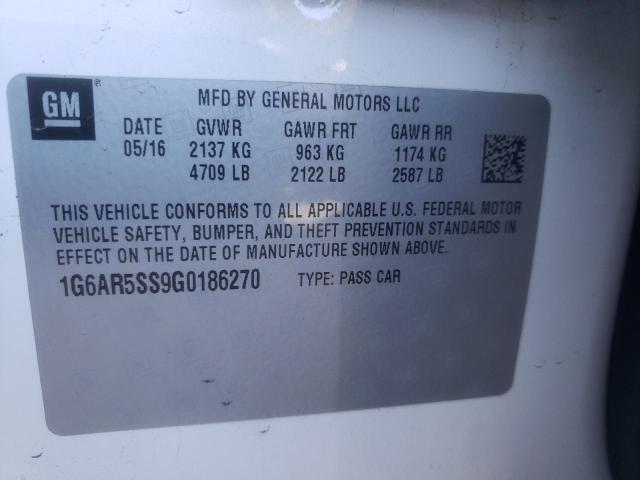 GM
®
MFD BY GENERAL MOTORS LLC
DATE GVWR GAWR FRT GAWR RR
05/16 2137 KG 963 KG 1174 KG
4709 LB 2122 LB 2587 LB
THIS VEHICLE CONFORMS TO ALL APPLICABLE U.S. FEDERAL MOTOR
VEHICLE SAFETY, BUMPER, AND THEFT PREVENTION STANDARDS IN
EFFECT ON THE DATE OF MANUFACTURE SHOWN ABOVE.
1G6AR5SS9G0186270 TYPE: PASS CAR